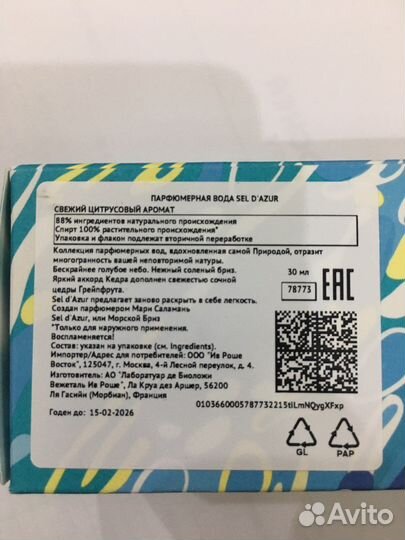 ПАРФЮМЕРНАЯ ВОДА SEL D'AZUR
СВЕЖИЙ ЦИТРУСОВЫЙ АРОМАТ
88% ингредиентов натурального происхождения
Спирт 100% растительного происхождения*
Упаковка и флакон подлежат вторичной переработке
Коллекция парфюмерных вод, вдохновленная самой Природой, отразит
многогранность вашей неповторимой натуры.
Бескрайнее голубое небо. Нежный соленый бриз.
Яркий аккорд Кедра дополнен свежестью сочной
цедры Грейпфрута.
Sel d'Azur предлагает заново раскрыть в себе легкость.
Создан парфюмером Мари Саламань
Sel d'Azur, или Морской Бриз
*Только для наружного применения.
Воспламеняется!
Состав: указан на упаковке (см. Ingredients).
Импортер/Адрес для потребителей: ООО "Ив Роше
Восток", 125047, г. Москва, 4-й Лесной переулок, д. 4.
Изготовитель: АО "Лаборатуар де Биоложи
Вежеталь Ив Роше", Ла Круа дез Аршер, 56200
Ля Гасийи (Морбиан), Франция
Годен до: 15-02-2026
30 мл
78773
EAC
0103660005787732215tlLmNQygXFxp
GL
PAP
Avito